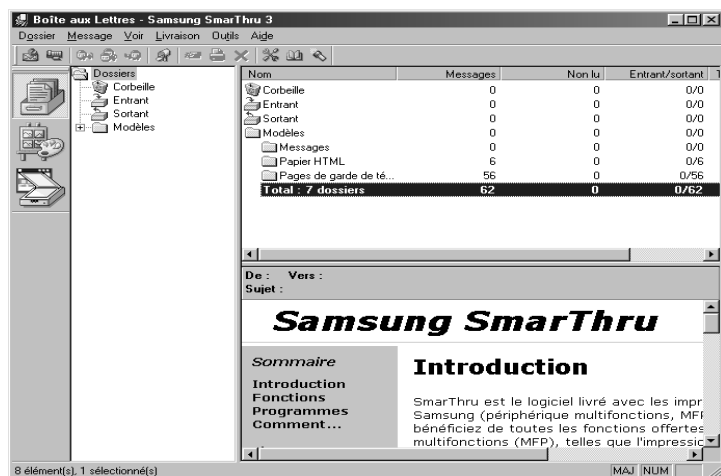 Boîte aux Lettres - Samsung SmarThru 3
Dossier Message Voir Livraison Outils Aide
Dossiers
Corbeille
Entrant
Sortant
Modèles
Nom Messages Non lu Entrant/sortant
Corbeille 0 0 0/0
Entrant 0 0 0/0
Sortant 0 0 0/0
Modèles 0 0 0/0
Messages 0 0 0/0
Papier HTML 6 0 0/6
Pages de garde de té... 56 0 0/56
Total : 7 dossiers 62 0 0/62
De : Vers :
Sujet :
Samsung SmarThru
Sommaire
Introduction
Fonctions
Programmes
Comment...
Introduction
SmarThru est le logiciel livré avec les impr
Samsung (périphérique multifonctions, MFP
bénéficiez de toutes les fonctions offertes
multifonctions (MFP), telles que l'impressio
8 élément(s), 1 sélectionné(s) MAJ NUM